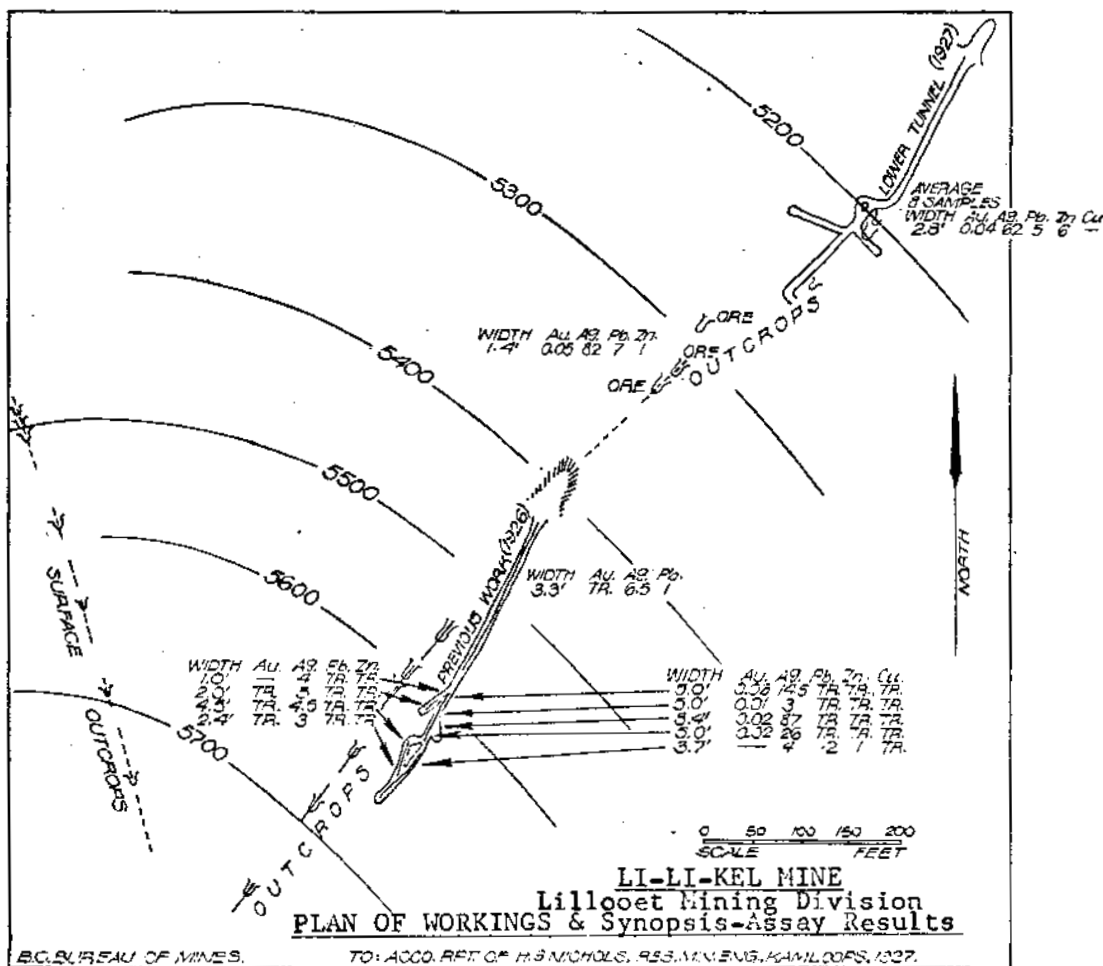 5200
LOWER TUNNEL (1927)
AVERAGE
8 SAMPLES
WIDTH Au. Ag. Pb. Zn Cu
2.8' 0.04 62 5 6 —
5300
WIDTH Au. Ag. Pb. Zn.
1.4' 0.05 82 7 1
ORE
ORE
ORE
OUTCROPS
5400
5500
NORTH
PREVIOUS WORK (1926)
WIDTH Au. Ag. Pb.
3.3' TR. 6.5 1
5600
SURFACE
OUTCROPS
WIDTH Au. Ag. Pb. Zn.
1.0' — 4 TR. TR.
2.0' TR. TR. TR.
TR. 4.5 TR. TR.
2.4' TR. 3 TR. TR.
WIDTH Au. Ag. Pb. Zn. Cu.
5.0' 0.08 14.5 TR. TR. TR.
5.0' 0.01 3 TR. TR. TR.
0.02 87 TR. TR. TR.
5.0' 0.02 26 TR. TR. TR.
3.7' — 4 .2 1 TR.
5700
OUTCROPS
0 50 100 150 200
SCALE FEET
LI-LI-KEL MINE
Lillooet Mining Division
PLAN OF WORKINGS & Synopsis-Assay Results
B.C. BUREAU OF MINES.
TO: ACCO. RPT. OF H.G. NICHOLS, RES. MIN. ENG., KAMLOOPS, 1927.